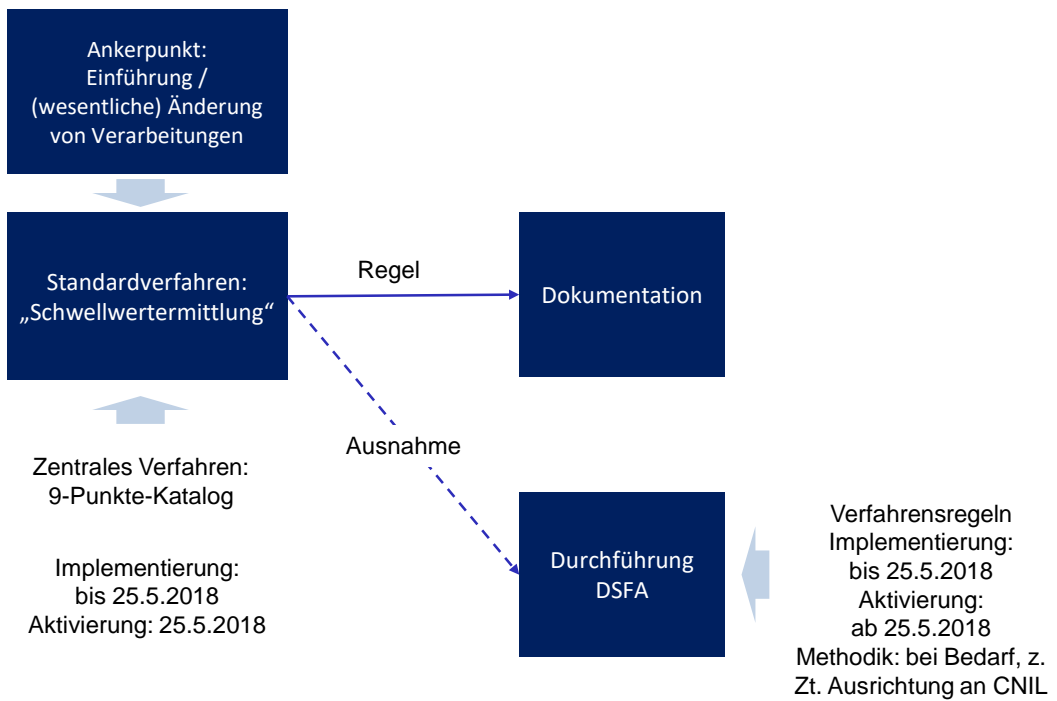 Ankerpunkt:
Einführung /
(wesentliche) Änderung
von Verarbeitungen
Standardverfahren:
„Schwellwertermittlung“
Regel
Dokumentation
Ausnahme
Zentrales Verfahren:
9-Punkte-Katalog
Implementierung:
bis 25.5.2018
Aktivierung: 25.5.2018
Durchführung
DSFA
Verfahrensregeln
Implementierung:
bis 25.5.2018
Aktivierung:
ab 25.5.2018
Methodik: bei Bedarf, z.
Zt. Ausrichtung an CNIL